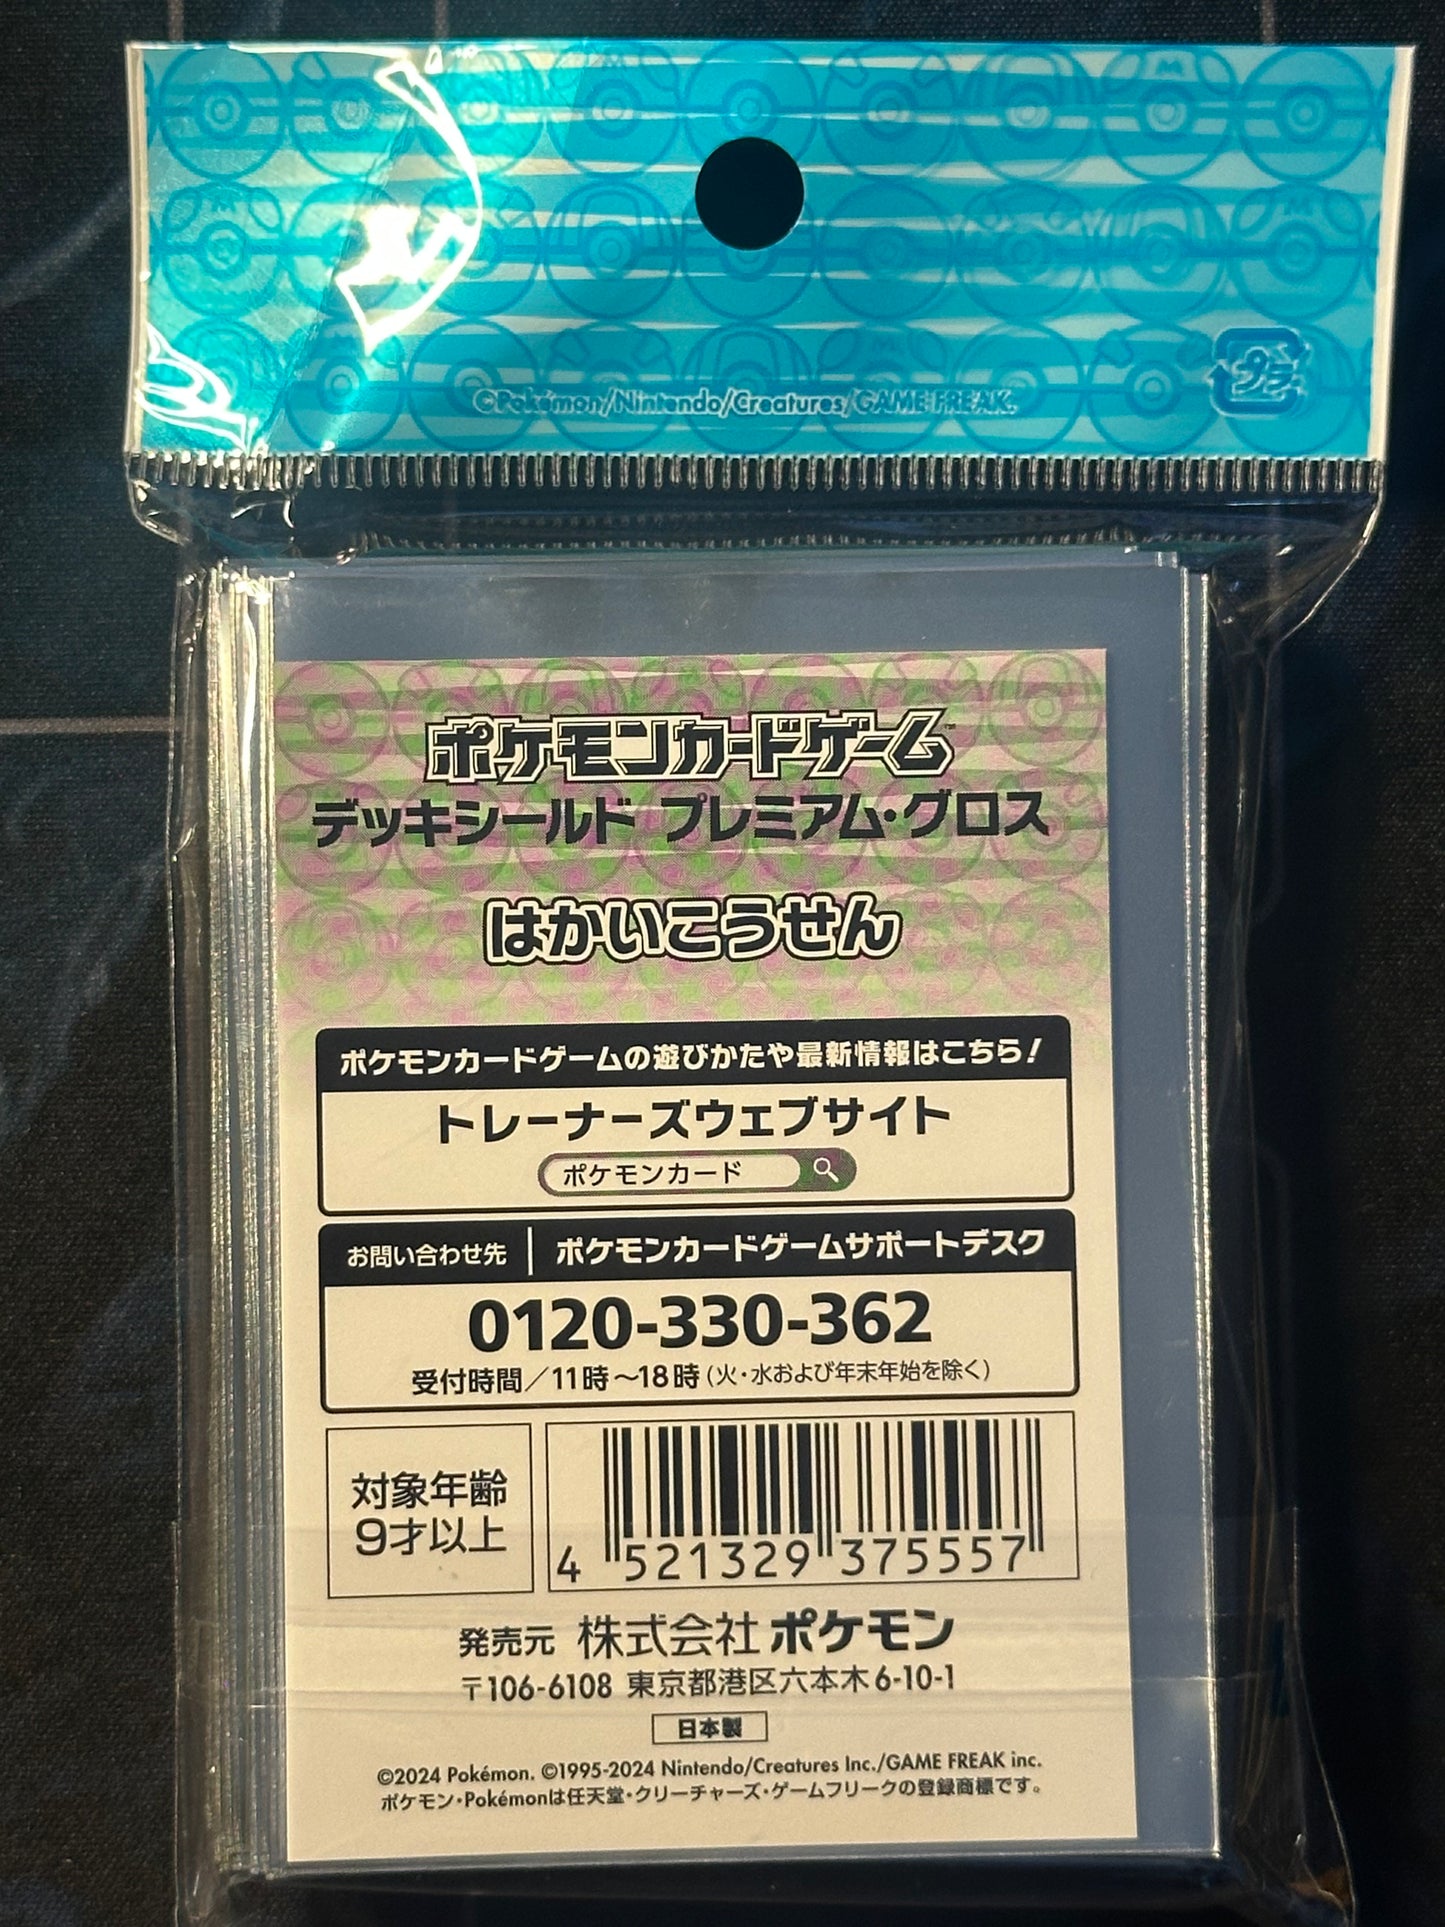 ©Pokémon/Nintendo/Creatures/GAME FREAK.
プラ
ポケモンカードゲーム™
デッキシールド プレミアム・グロス
はかいこうせん
ポケモンカードゲームの遊びかたや最新情報はこちら！
トレーナーズウェブサイト
ポケモンカード
お問い合わせ先 ポケモンカードゲームサポートデスク
0120-330-362
受付時間／11時～18時（火・水および年末年始を除く）
対象年齢
9才以上
4 521329 375557
発売元 株式会社ポケモン
〒106-6108 東京都港区六本木6-10-1
日本製
©2024 Pokémon. ©1995-2024 Nintendo/Creatures Inc./GAME FREAK inc.
ポケモン・Pokémonは任天堂・クリーチャーズ・ゲームフリークの登録商標です。